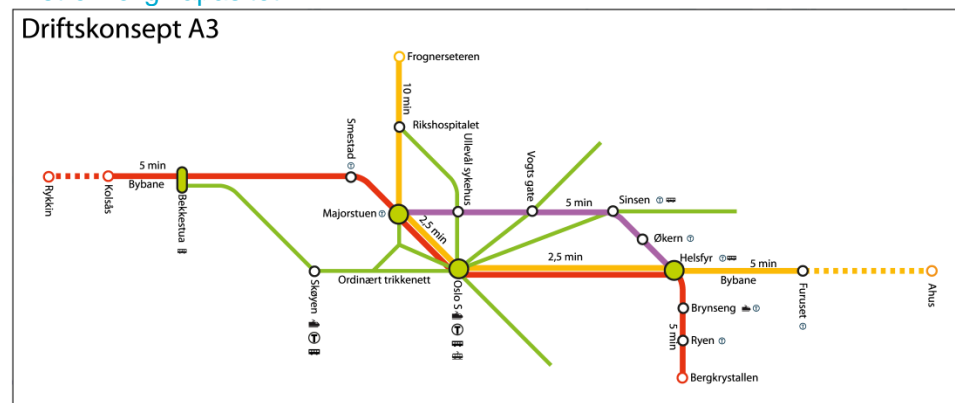 Driftskonsept A3
Frognerseteren
10 min
Rikshospitalet
Smestad
Ullevål sykehus
Vogts gate
5 min
Bybane
Rykkin
Kolsås
Bekkestua
Majorstuen
2,5 min
5 min
Sinsen
Økern
Helsfyr
2,5 min
5 min
Bybane
Skøyen
Ordinært trikkenett
Oslo S
Furuset
Ahus
Brynseng
5 min
Ryen
Bergkrystallen